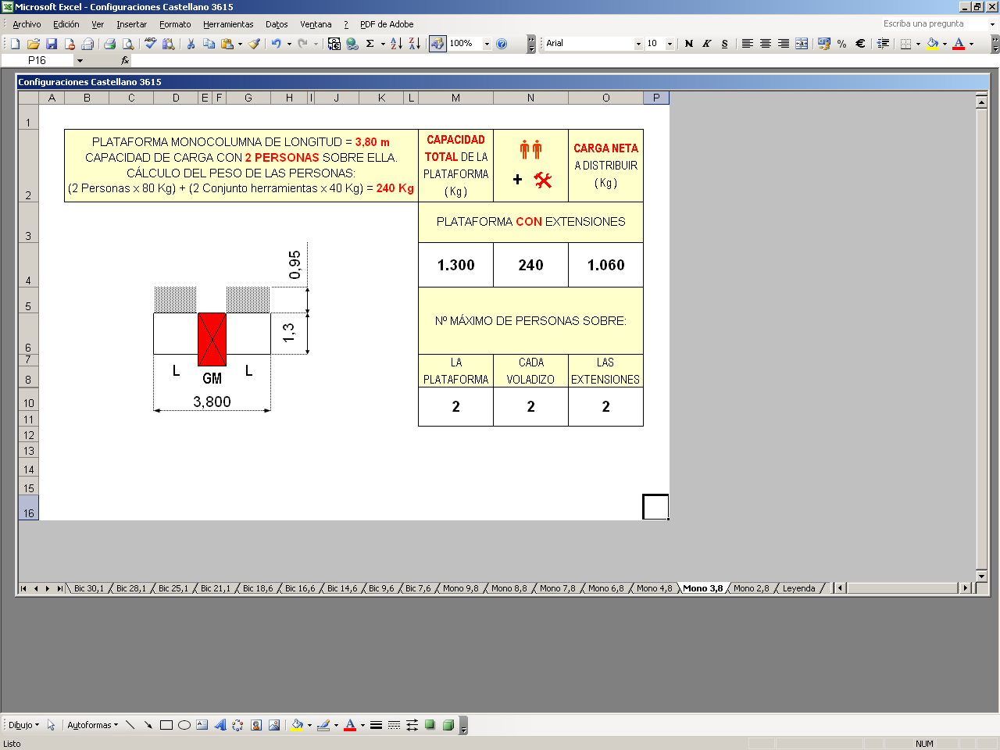 Microsoft Excel - Configuraciones Castellano 3615
Archivo Edición Ver Insertar Formato Herramientas Datos Ventana ? PDF de Adobe
Escriba una pregunta
100% Arial 10 N K S % €
P16 fx
Configuraciones Castellano 3615
A B C D E F G H I J K L M N O P
1
2
3
4
5
6
7
8
10
11
12
13
14
15
16
PLATAFORMA MONOCOLUMNA DE LONGITUD = 3,80 m
CAPACIDAD DE CARGA CON 2 PERSONAS SOBRE ELLA.
CÁLCULO DEL PESO DE LAS PERSONAS:
(2 Personas x 80 Kg) + (2 Conjunto herramientas x 40 Kg) = 240 Kg
CAPACIDAD
TOTAL DE LA
PLATAFORMA
( Kg )
+
CARGA NETA
A DISTRIBUIR
( Kg )
PLATAFORMA CON EXTENSIONES
1.300 240 1.060
Nº MÁXIMO DE PERSONAS SOBRE:
LA
PLATAFORMA
CADA
VOLADIZO
LAS
EXTENSIONES
2 2 2
0,95
1,3
L L
GM
3,800
Bic 30,1 Bic 28,1 Bic 25,1 Bic 21,1 Bic 18,6 Bic 16,6 Bic 14,6 Bic 9,6 Bic 7,6 Mono 9,8 Mono 8,8 Mono 7,8 Mono 6,8 Mono 4,8 Mono 3,8 Mono 2,8 Leyenda
Dibujo Autoformas
Listo
NUM